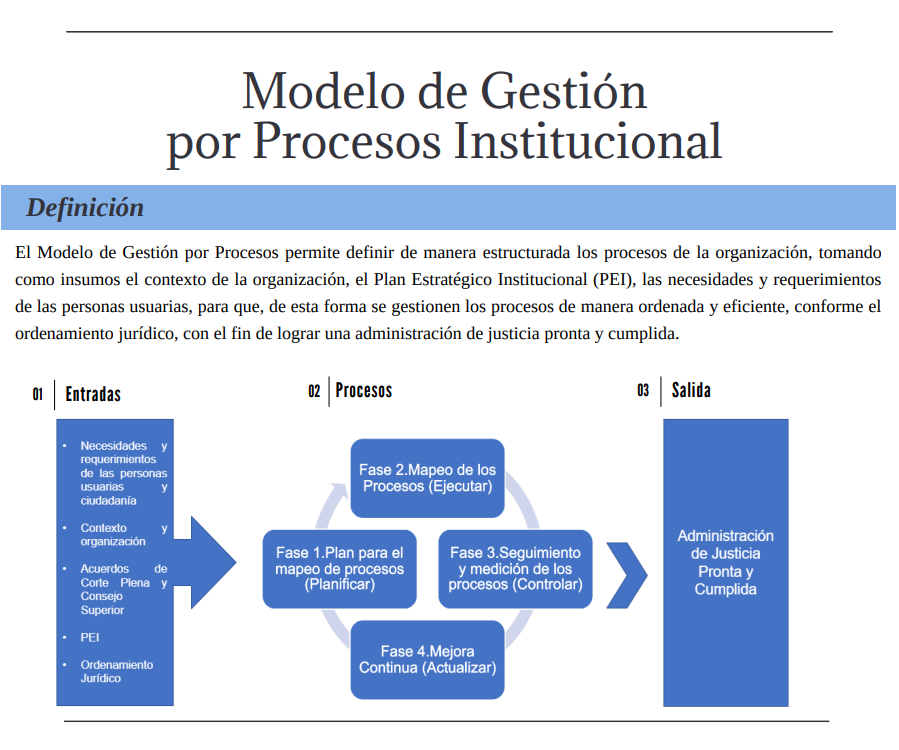 Modelo de Gestión
por Procesos Institucional
Definición
El Modelo de Gestión por Procesos permite definir de manera estructurada los procesos de la organización, tomando
como insumos el contexto de la organización, el Plan Estratégico Institucional (PEI), las necesidades y requerimientos
de las personas usuarias, para que, de esta forma se gestionen los procesos de manera ordenada y eficiente, conforme el
ordenamiento jurídico, con el fin de lograr una administración de justicia pronta y cumplida.
01 Entradas
• Necesidades y
requerimientos
de las personas
usuarias y
ciudadanía
• Contexto y
organización
• Acuerdos de
Corte Plena y
Consejo
Superior
• PEI
• Ordenamiento
Jurídico
02 Procesos
Fase 2.Mapeo de los
Procesos (Ejecutar)
Fase 1.Plan para el
mapeo de procesos
(Planificar)
Fase 3.Seguimiento
y medición de los
procesos (Controlar)
Fase 4.Mejora
Continua (Actualizar)
03 Salida
Administración
de Justicia
Pronta y
Cumplida